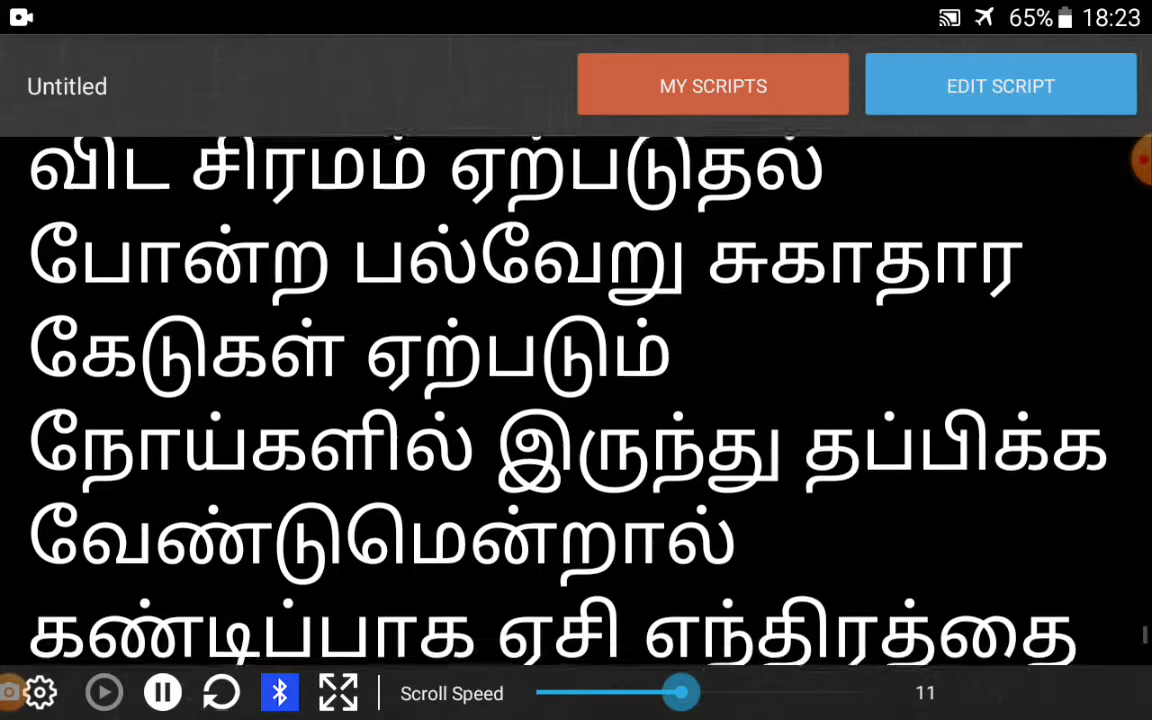 65% 18:23
Untitled
MY SCRIPTS
EDIT SCRIPT
விட சிரமம் ஏற்படுதல்
போன்ற பல்வேறு சுகாதார
கேடுகள் ஏற்படும்
நோய்களில் இருந்து தப்பிக்க
வேண்டுமென்றால்
கண்டிப்பாக ஏசி எந்திரத்தை
Scroll Speed
11